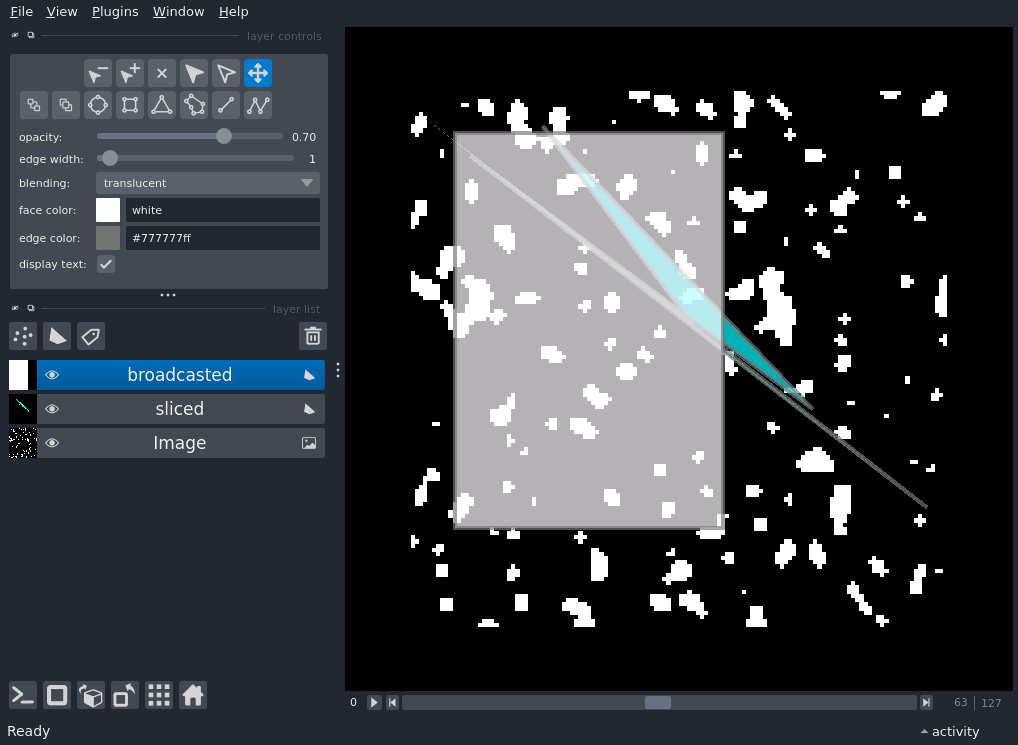 File View Plugins Window Help
layer controls
opacity: 0.70
edge width: 1
blending: translucent
face color: white
edge color: #777777ff
display text:
layer list
broadcasted
sliced
Image
0 63 127
Ready activity